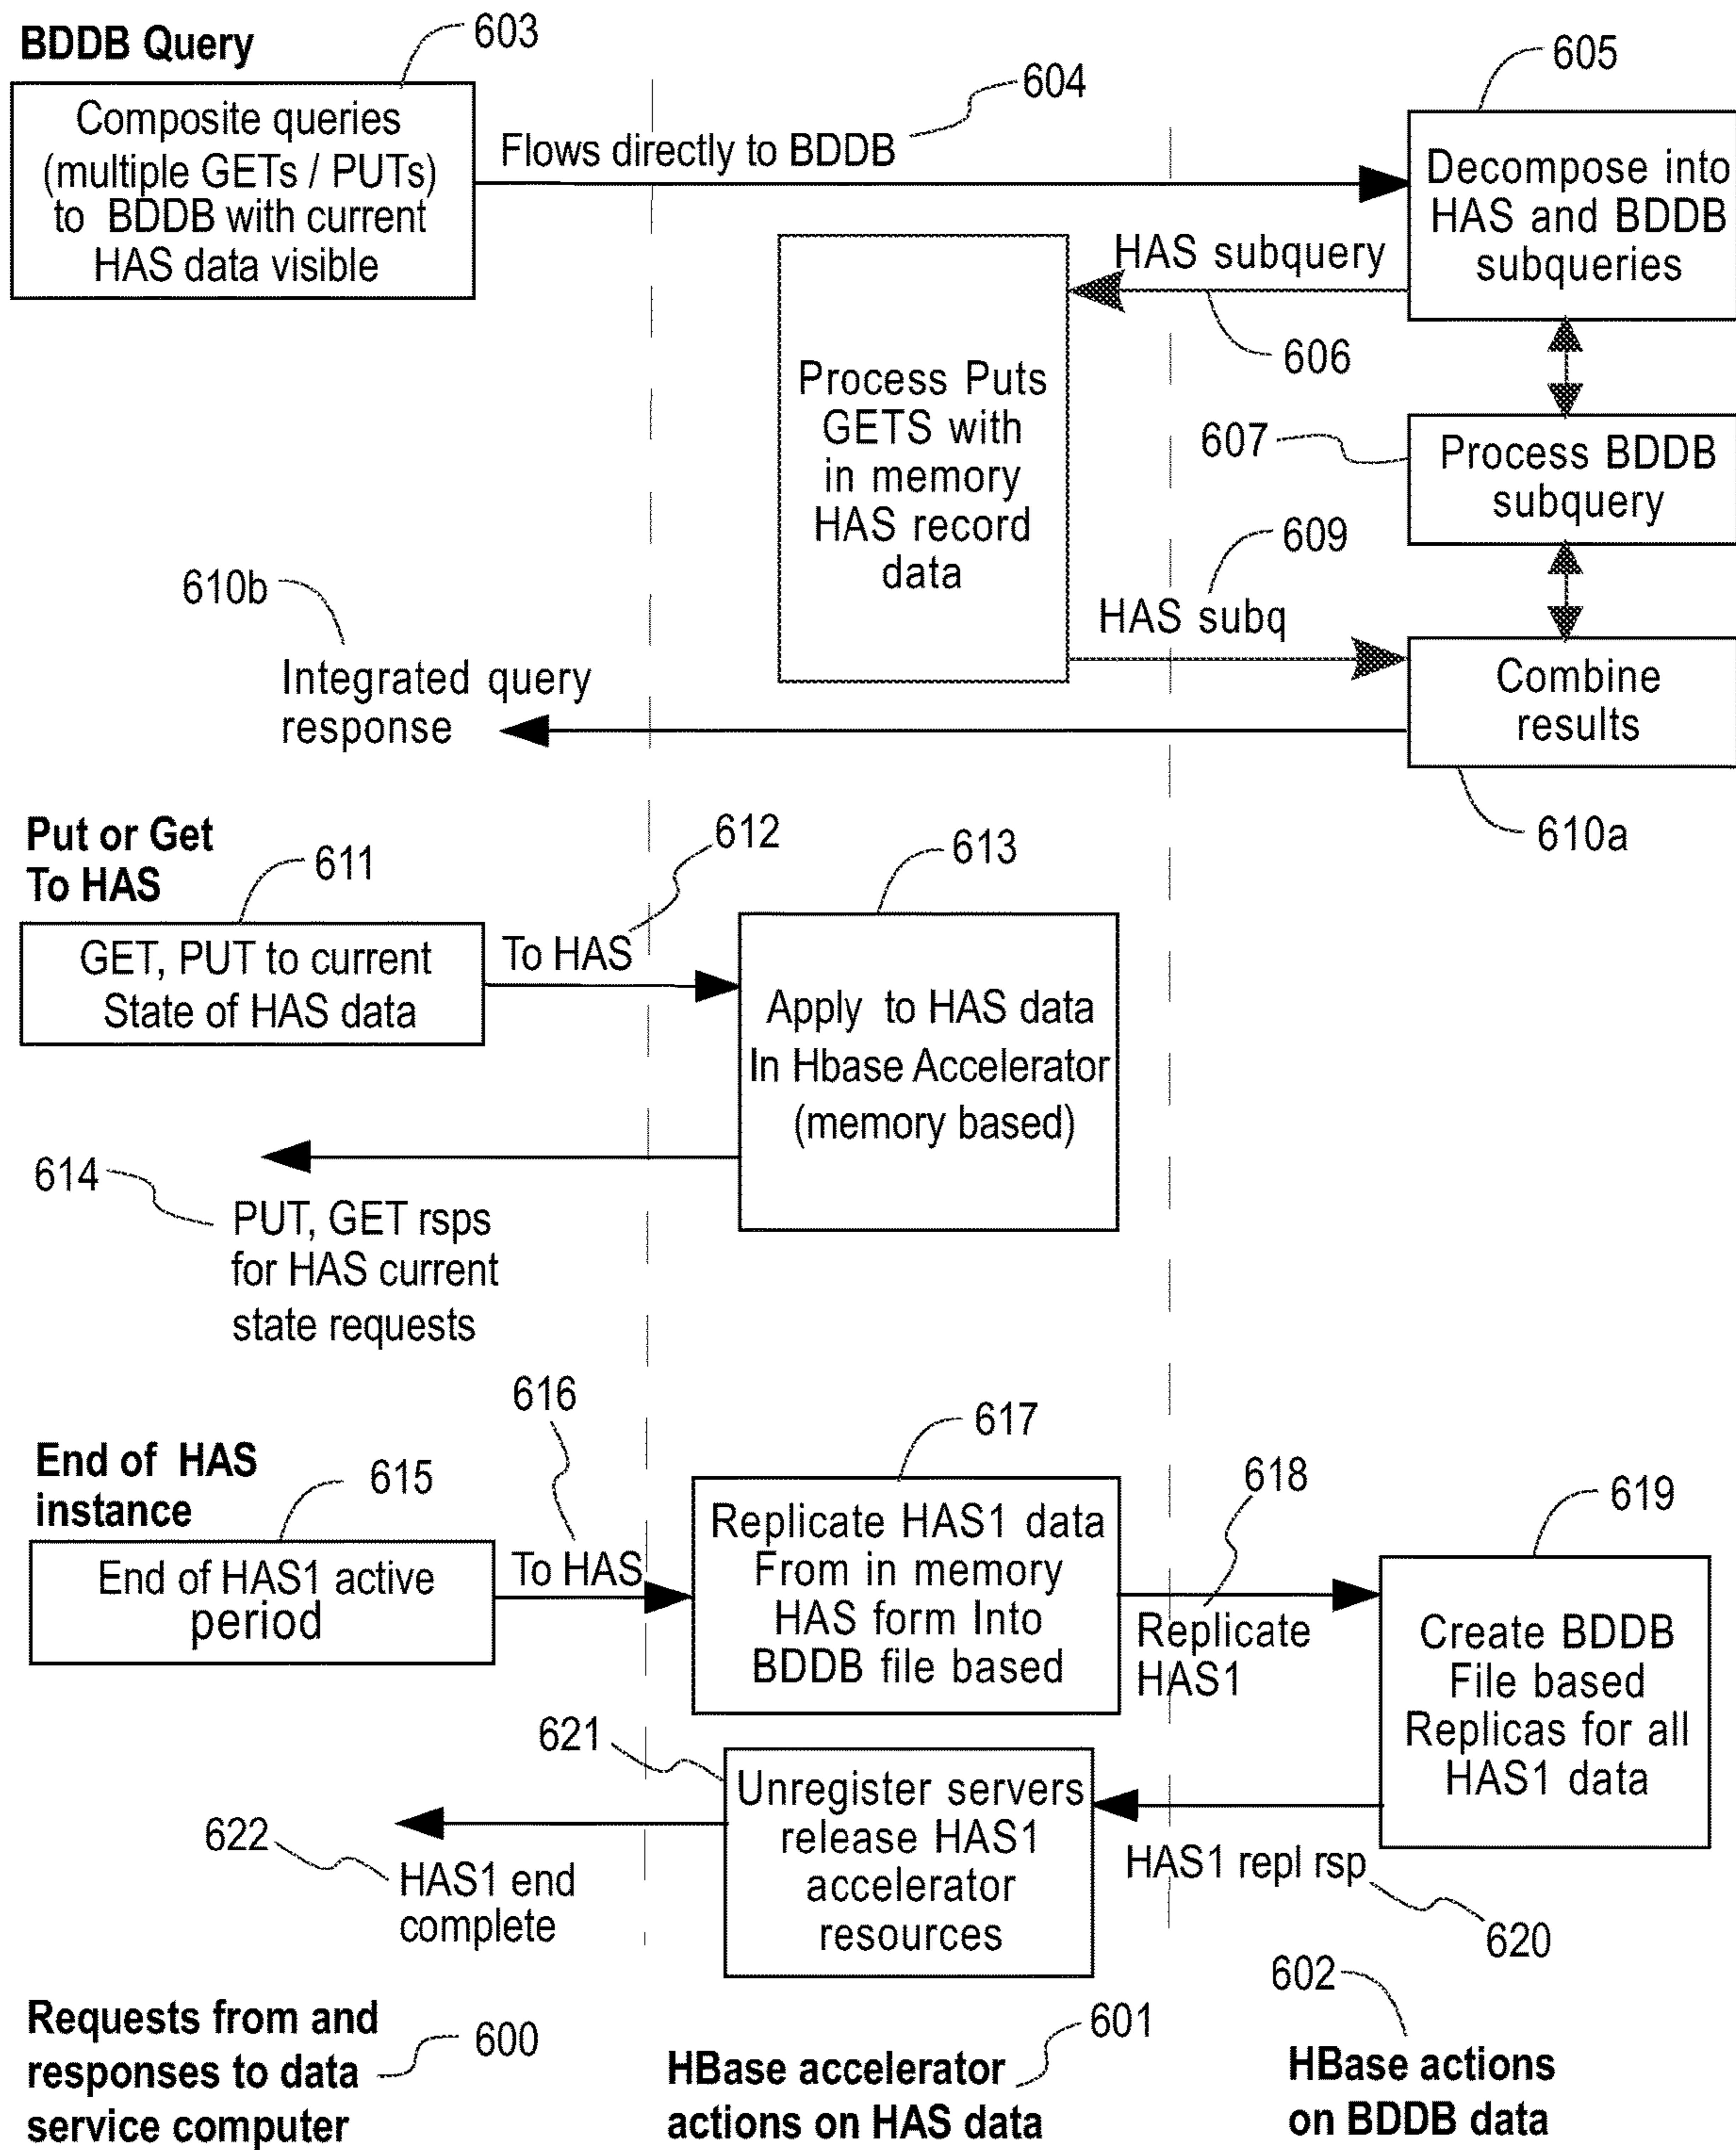 BDDB Query
603
Composite queries
(multiple GETs / PUTs)
to BDDB with current
HAS data visible
604
Flows directly to BDDB
605
Decompose into
HAS and BDDB
subqueries
HAS subquery
606
Process Puts
GETS with
in memory
HAS record
data
607
Process BDDB
subquery
609
HAS subq
610b
Integrated query
response
Combine
results
610a
Put or Get
To HAS
611
GET, PUT to current
State of HAS data
612
To HAS
613
Apply to HAS data
In Hbase Accelerator
(memory based)
614
PUT, GET rsps
for HAS current
state requests
End of HAS
instance
615
End of HAS1 active
period
616
To HAS
617
Replicate HAS1 data
From in memory
HAS form Into
BDDB file based
618
Replicate
HAS1
619
Create BDDB
File based
Replicas for all
HAS1 data
621
Unregister servers
release HAS1
accelerator
resources
HAS1 repl rsp
620
622
HAS1 end
complete
Requests from and
responses to data
service computer
600
601
HBase accelerator
actions on HAS data
602
HBase actions
on BDDB data